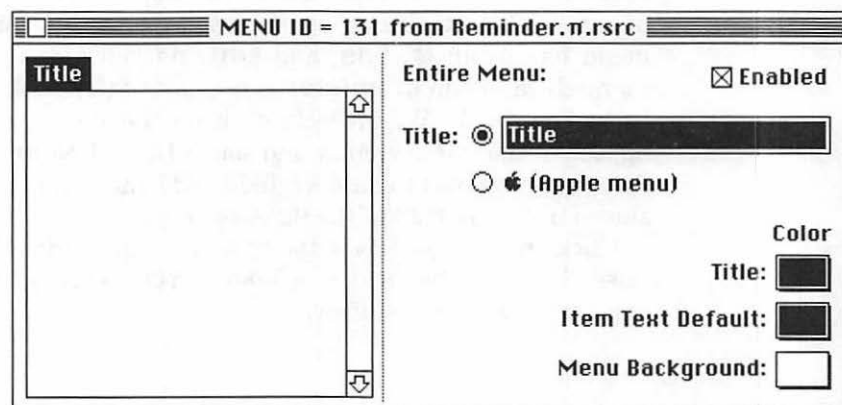 MENU ID = 131 from Reminder.π.rsrc
Title
Entire Menu:
Enabled
Title: Title
(Apple menu)
Color
Title:
Item Text Default:
Menu Background: